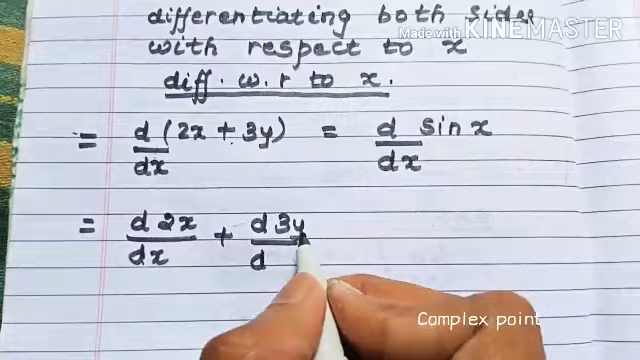 differentiating both sides
Made with KINEMASTER
with respect to x
diff. w.r to x.
= d/dx (2x + 3y) = d/dx sin x
= d 2x/dx + d 3y/d
Complex point